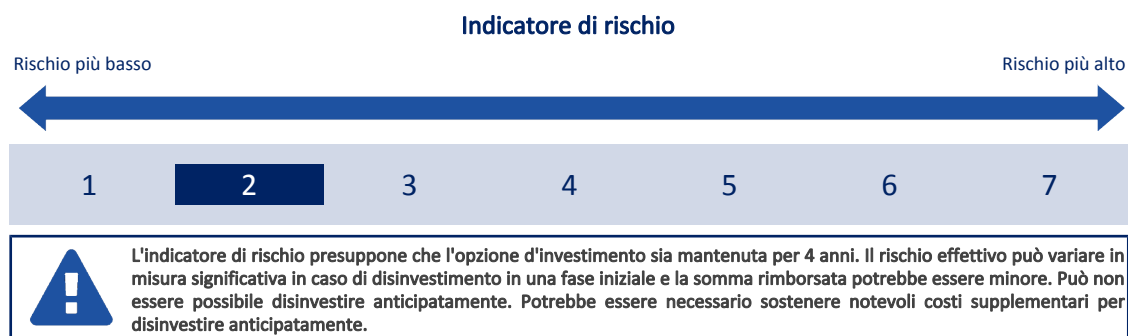 Indicatore di rischio
Rischio più basso
Rischio più alto
1 2 3 4 5 6 7
L'indicatore di rischio presuppone che l'opzione d'investimento sia mantenuta per 4 anni. Il rischio effettivo può variare in
misura significativa in caso di disinvestimento in una fase iniziale e la somma rimborsata potrebbe essere minore. Può non
essere possibile disinvestire anticipatamente. Potrebbe essere necessario sostenere notevoli costi supplementari per
disinvestire anticipatamente.